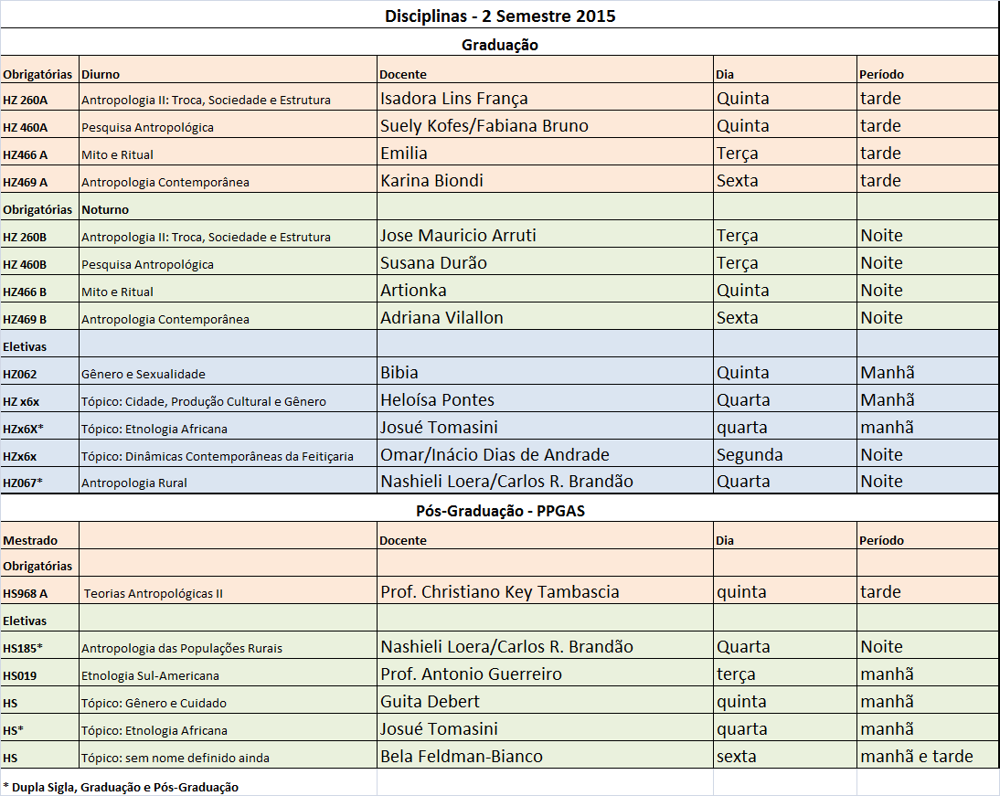 Disciplinas - 2 Semestre 2015
Graduação
Obrigatórias Diurno Docente Dia Período
HZ 260A Antropologia II: Troca, Sociedade e Estrutura Isadora Lins França Quinta tarde
HZ 460A Pesquisa Antropológica Suely Kofes/Fabiana Bruno Quinta tarde
HZ466 A Mito e Ritual Emilia Terça tarde
HZ469 A Antropologia Contemporânea Karina Biondi Sexta tarde
Obrigatórias Noturno
HZ 260B Antropologia II: Troca, Sociedade e Estrutura Jose Mauricio Arruti Terça Noite
HZ 460B Pesquisa Antropológica Susana Durão Terça Noite
HZ466 B Mito e Ritual Artionka Quinta Noite
HZ469 B Antropologia Contemporânea Adriana Vilallon Sexta Noite
Eletivas
HZ062 Gênero e Sexualidade Bibia Quinta Manhã
HZ x6x Tópico: Cidade, Produção Cultural e Gênero Heloísa Pontes Quarta Manhã
HZx6X* Tópico: Etnologia Africana Josué Tomasini quarta manhã
HZx6x Tópico: Dinâmicas Contemporâneas da Feitiçaria Omar/Inácio Dias de Andrade Segunda Noite
HZ067* Antropologia Rural Nashieli Loera/Carlos R. Brandão Quarta Noite
Pós-Graduação - PPGAS
Mestrado Docente Dia Período
Obrigatórias
HS968 A Teorias Antropológicas II Prof. Christiano Key Tambascia quinta tarde
Eletivas
HS185* Antropologia das Populações Rurais Nashieli Loera/Carlos R. Brandão Quarta Noite
HS019 Etnologia Sul-Americana Prof. Antonio Guerreiro terça manhã
HS Tópico: Gênero e Cuidado Guita Debert quinta manhã
HS* Tópico: Etnologia Africana Josué Tomasini quarta manhã
HS Tópico: sem nome definido ainda Bela Feldman-Bianco sexta manhã e tarde
* Dupla Sigla, Graduação e Pós-Graduação